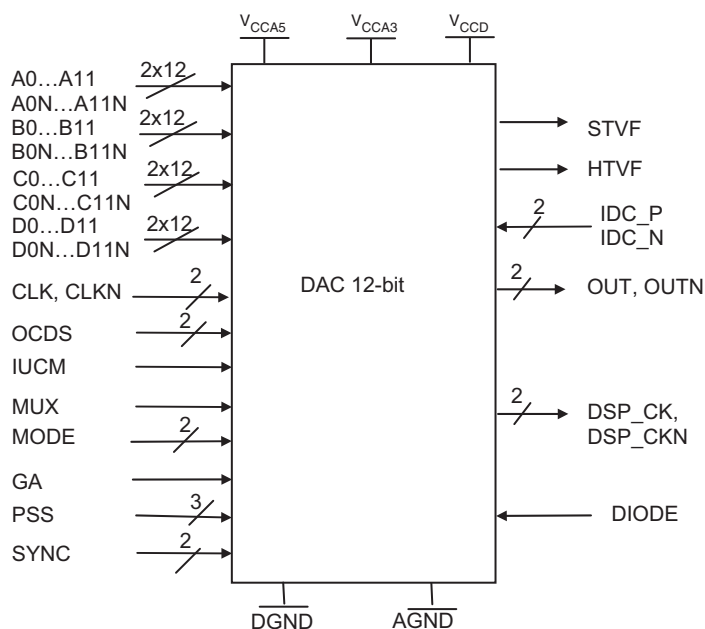 VCCA5 VCCA3 VCCD
A0…A11 2x12
A0N…A11N
B0…B11 2x12
B0N…B11N
C0…C11 2x12
C0N…C11N
D0…D11 2x12
D0N…D11N
CLK, CLKN 2
OCDS 2
IUCM
MUX
MODE 2
GA
PSS 3
SYNC 2
DAC 12-bit
STVF
HTVF
2 IDC_P
IDC_N
2 OUT, OUTN
2 DSP_CK,
DSP_CKN
DIODE
DGND AGND